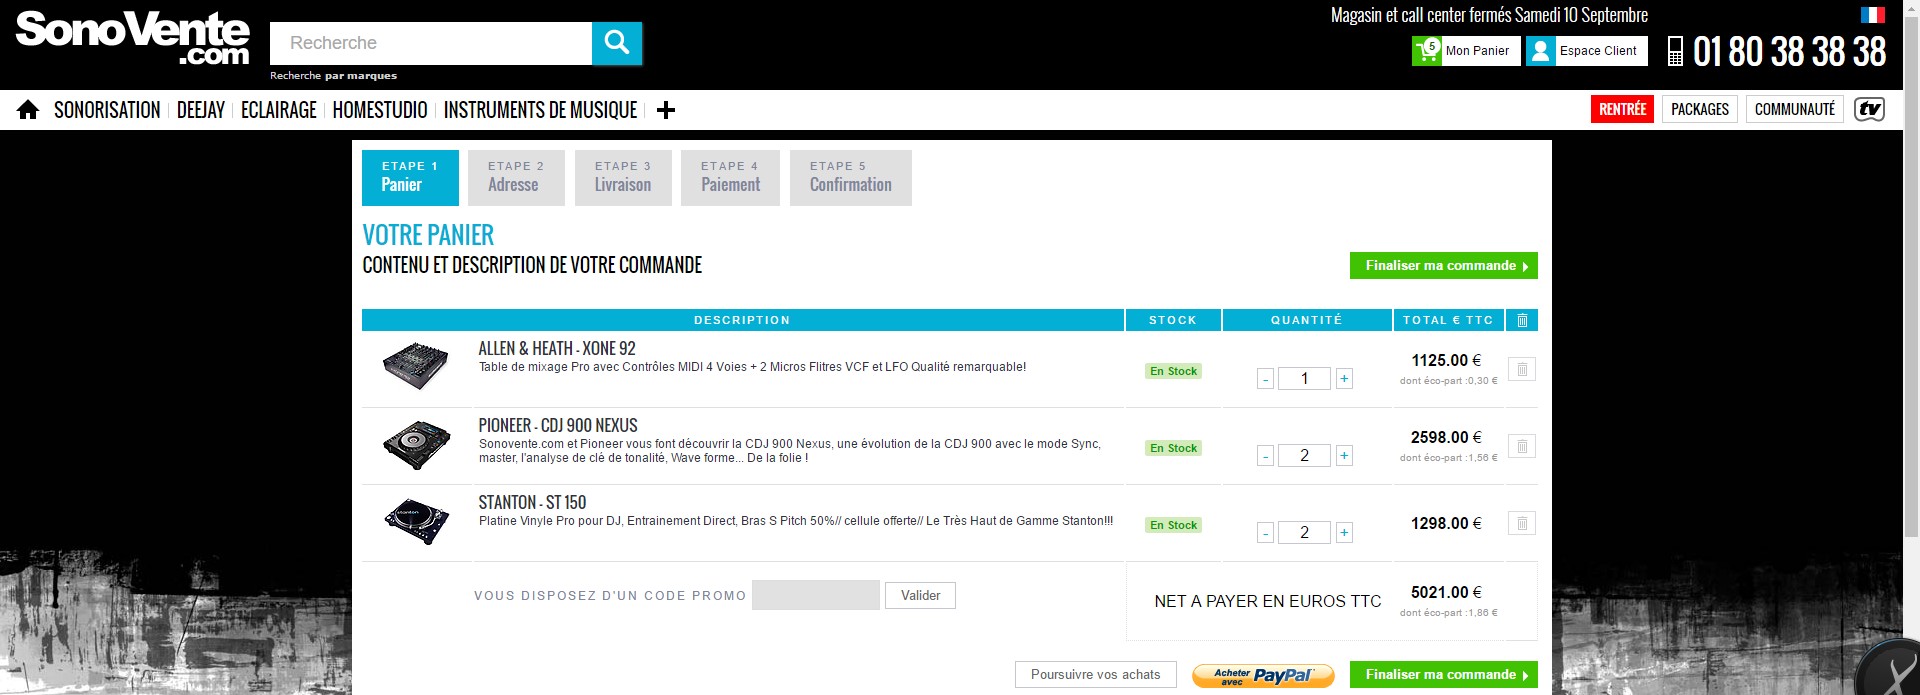 SonoVente
.com
Recherche
Recherche par marques
Magasin et call center fermés Samedi 10 Septembre
5 Mon Panier
Espace Client
01 80 38 38 38
SONORISATION DEEJAY ECLAIRAGE HOMESTUDIO INSTRUMENTS DE MUSIQUE +
RENTRÉE PACKAGES COMMUNAUTÉ tv
ETAPE 1
Panier
ETAPE 2
Adresse
ETAPE 3
Livraison
ETAPE 4
Paiement
ETAPE 5
Confirmation
VOTRE PANIER
CONTENU ET DESCRIPTION DE VOTRE COMMANDE
Finaliser ma commande
DESCRIPTION STOCK QUANTITÉ TOTAL € TTC
ALLEN & HEATH - XONE 92
Table de mixage Pro avec Contrôles MIDI 4 Voies + 2 Micros Flitres VCF et LFO Qualité remarquable!
En Stock
- 1 +
1125.00 €
dont éco-part :0,30 €
PIONEER - CDJ 900 NEXUS
Sonovente.com et Pioneer vous font découvrir la CDJ 900 Nexus, une évolution de la CDJ 900 avec le mode Sync,
master, l'analyse de clé de tonalité, Wave forme... De la folie !
En Stock
- 2 +
2598.00 €
dont éco-part :1,56 €
STANTON - ST 150
Platine Vinyle Pro pour DJ, Entrainement Direct, Bras S Pitch 50%// cellule offerte// Le Très Haut de Gamme Stanton!!!
En Stock
- 2 +
1298.00 €
VOUS DISPOSEZ D'UN CODE PROMO Valider
NET A PAYER EN EUROS TTC
5021.00 €
dont éco-part :1,86 €
Poursuivre vos achats
Acheter
avec PayPal
Finaliser ma commande